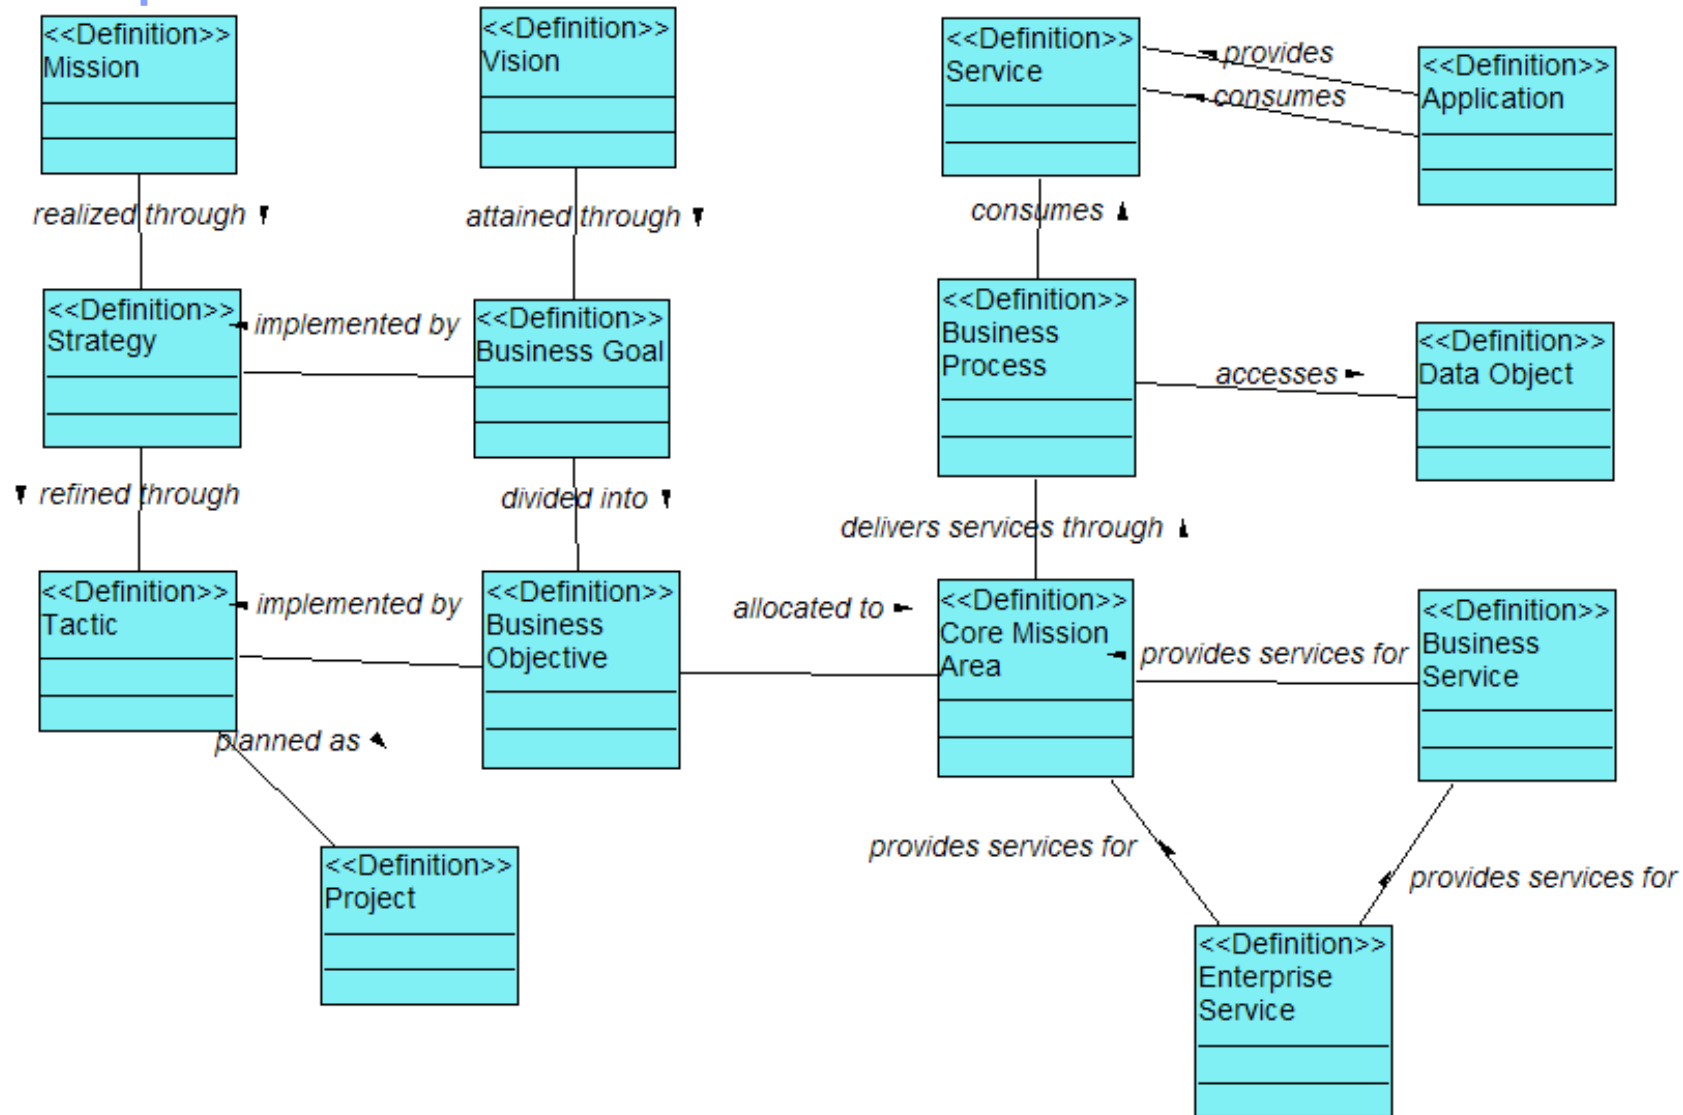 <<Definition>>
Mission
<<Definition>>
Vision
<<Definition>>
Service
provides
consumes
<<Definition>>
Application
realized through
attained through
consumes
<<Definition>>
Strategy
implemented by
<<Definition>>
Business Goal
<<Definition>>
Business
Process
accesses
<<Definition>>
Data Object
refined through
divided into
delivers services through
<<Definition>>
Tactic
implemented by
<<Definition>>
Business
Objective
allocated to
<<Definition>>
Core Mission
Area
provides services for
<<Definition>>
Business
Service
planned as
<<Definition>>
Project
provides services for
provides services for
<<Definition>>
Enterprise
Service